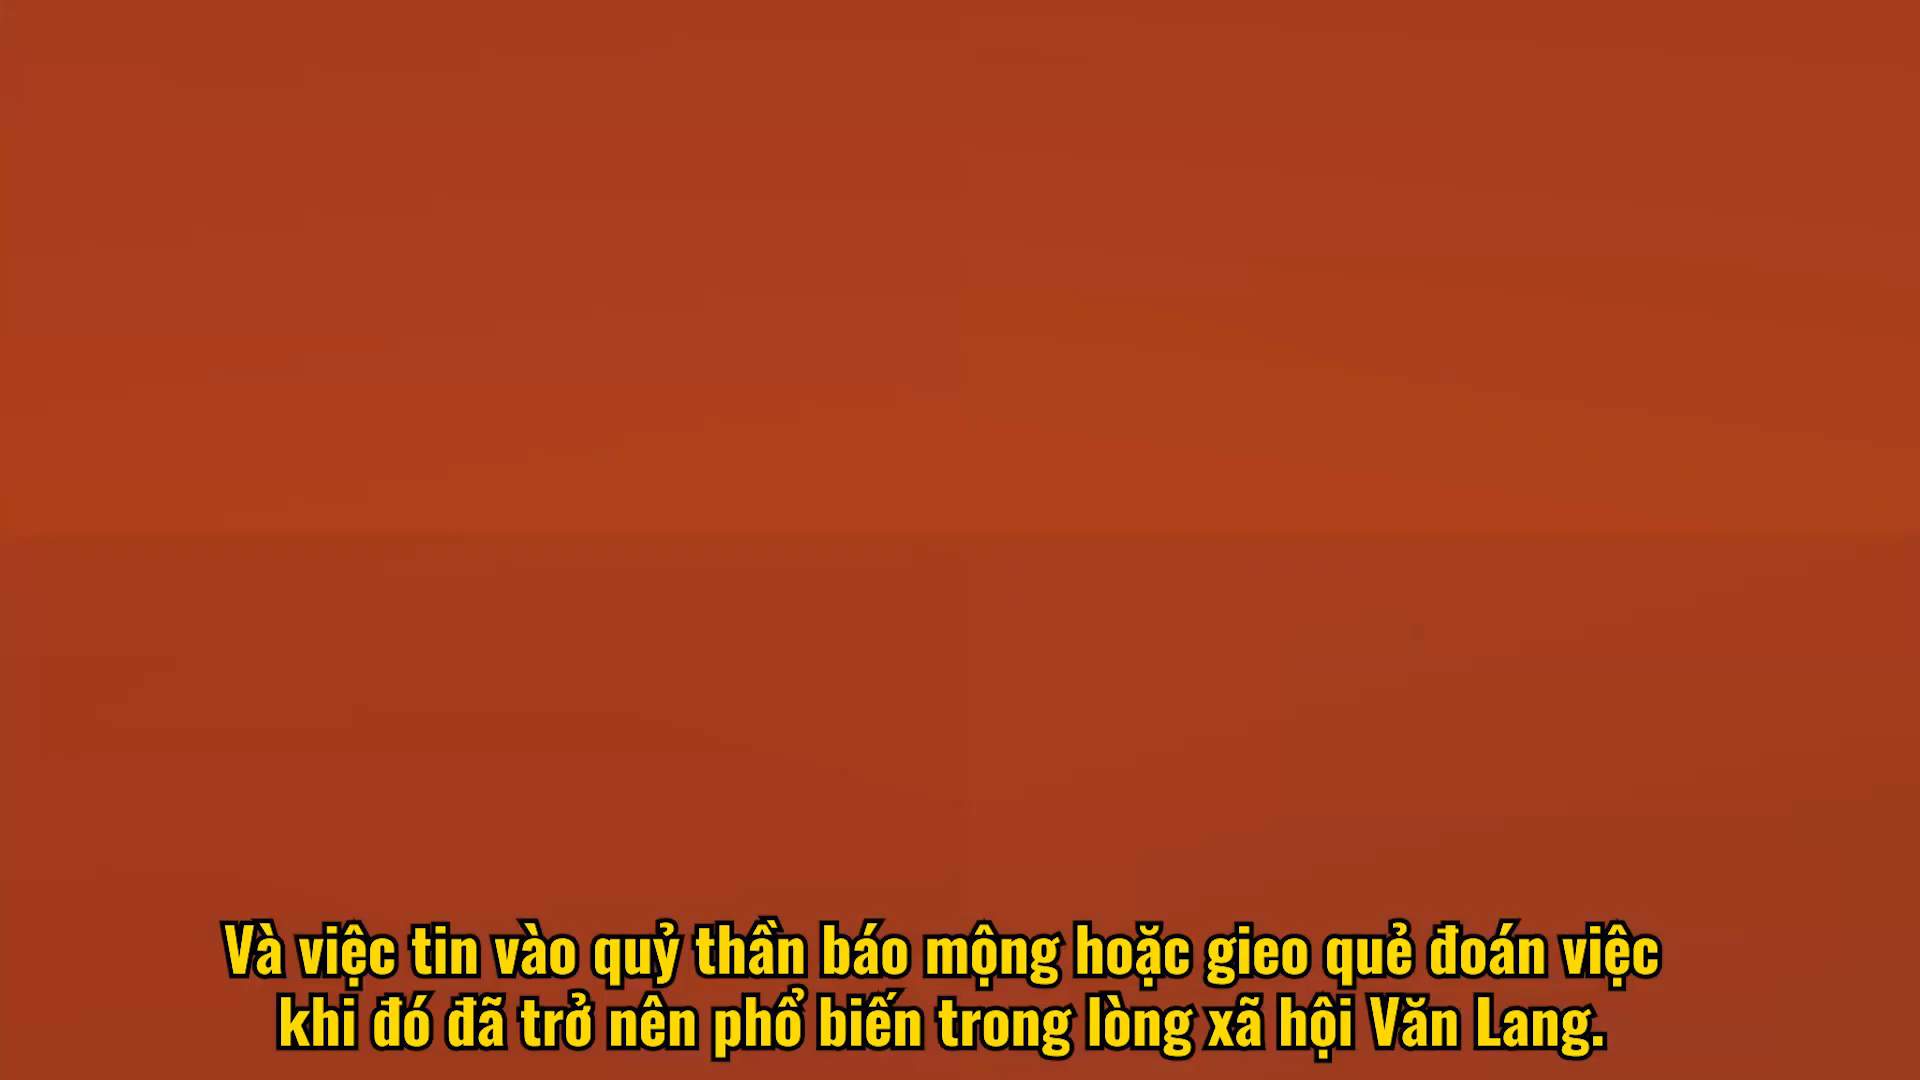 Và việc tin vào quỷ thần báo mộng hoặc gieo quẻ đoán việc
khi đó đã trở nên phổ biến trong lòng xã hội Văn Lang.